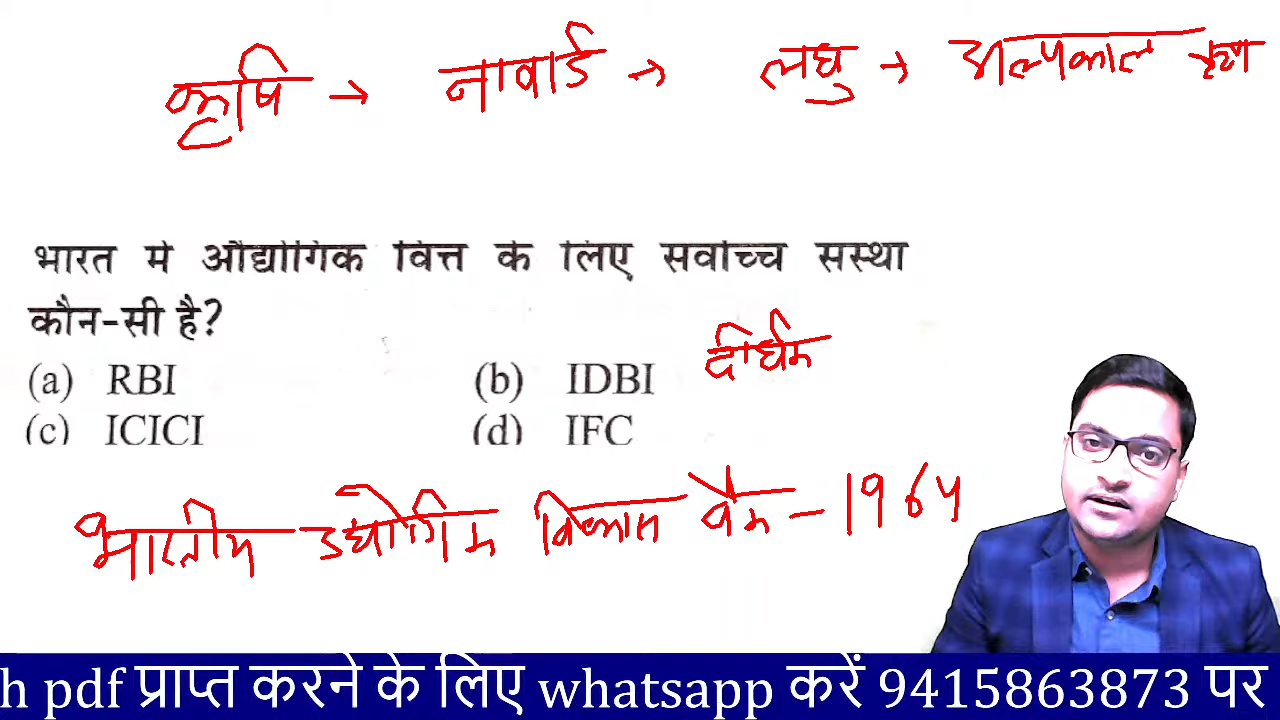 कृषि → नावार्ड → लघु → अल्पकाल ऋण
भारत में औद्योगिक वित्त के लिए सर्वोच्च संस्था
कौन-सी है?
(a) RBI (b) IDBI दीर्घक
(c) ICICI (d) IFC
भारतीय उद्योगिक विकास बैंक – 1964
h pdf प्राप्त करने के लिए whatsapp करें 9415863873 पर